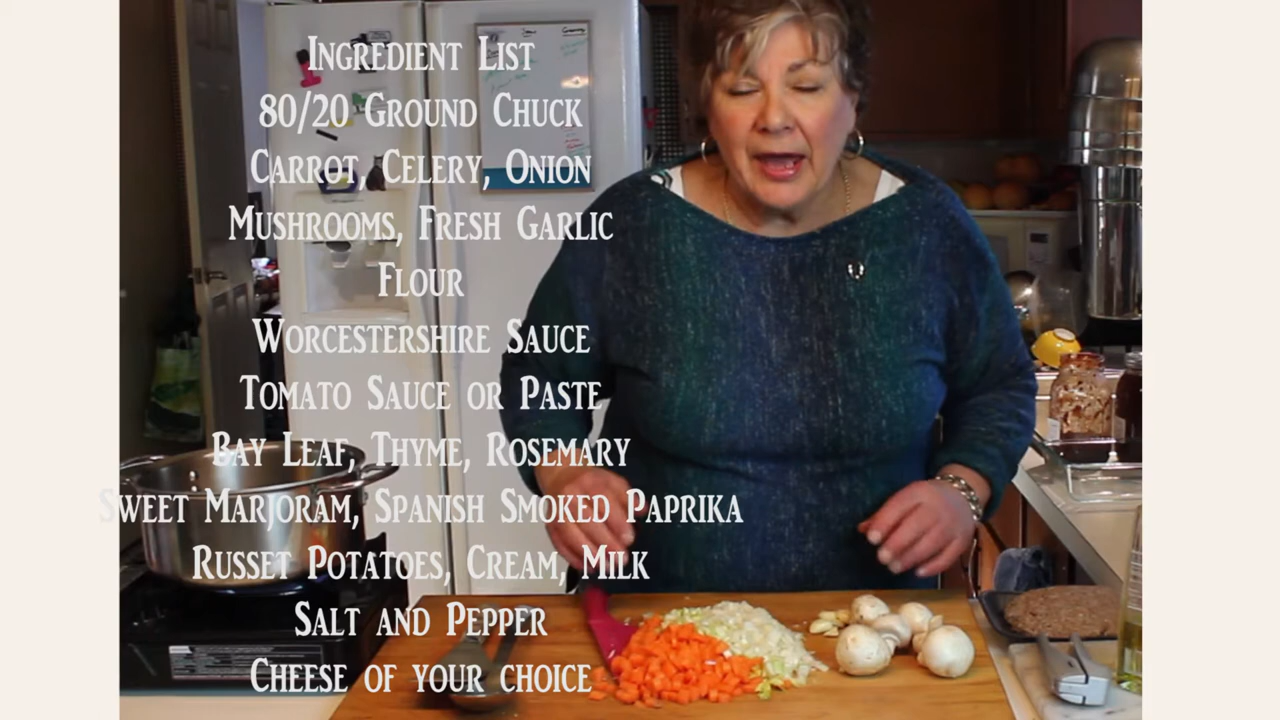 Ingredient List
80/20 Ground Chuck
Carrot, Celery, Onion
Mushrooms, Fresh Garlic
Flour
Worcestershire Sauce
Tomato Sauce or Paste
Bay Leaf, Thyme, Rosemary
Sweet Marjoram, Spanish Smoked Paprika
Russet Potatoes, Cream, Milk
Salt and Pepper
Cheese of your choice